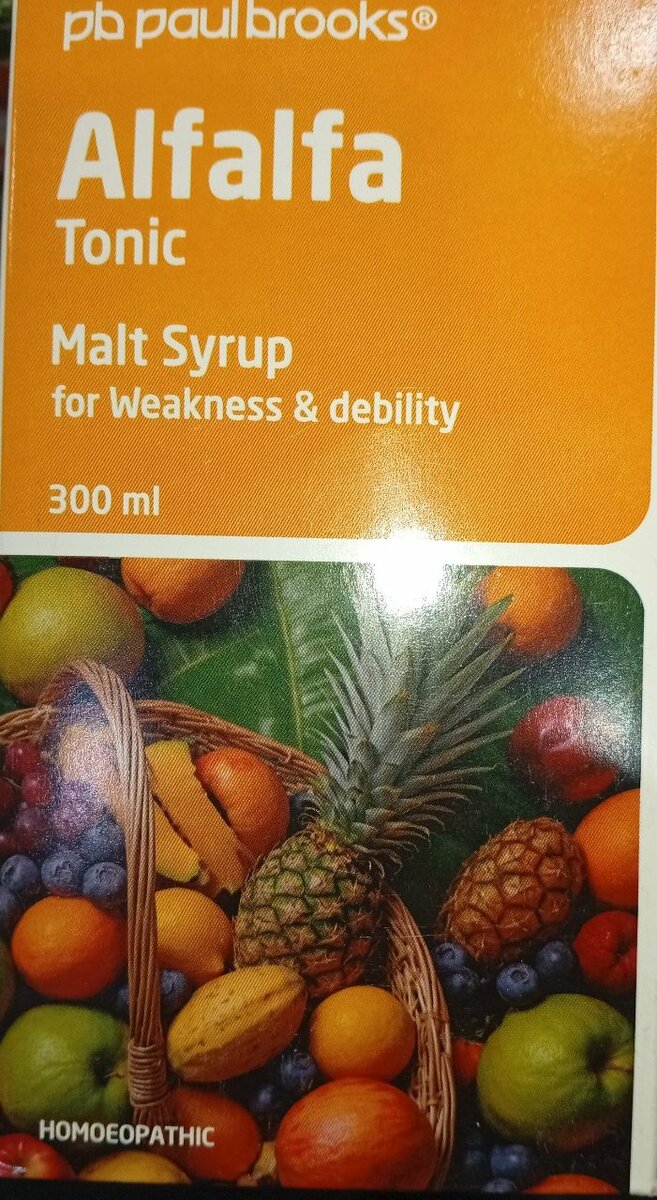 pb paulbrooks®
Alfalfa
Tonic
Malt Syrup
for Weakness & debility
300 ml
HOMOEOPATHIC